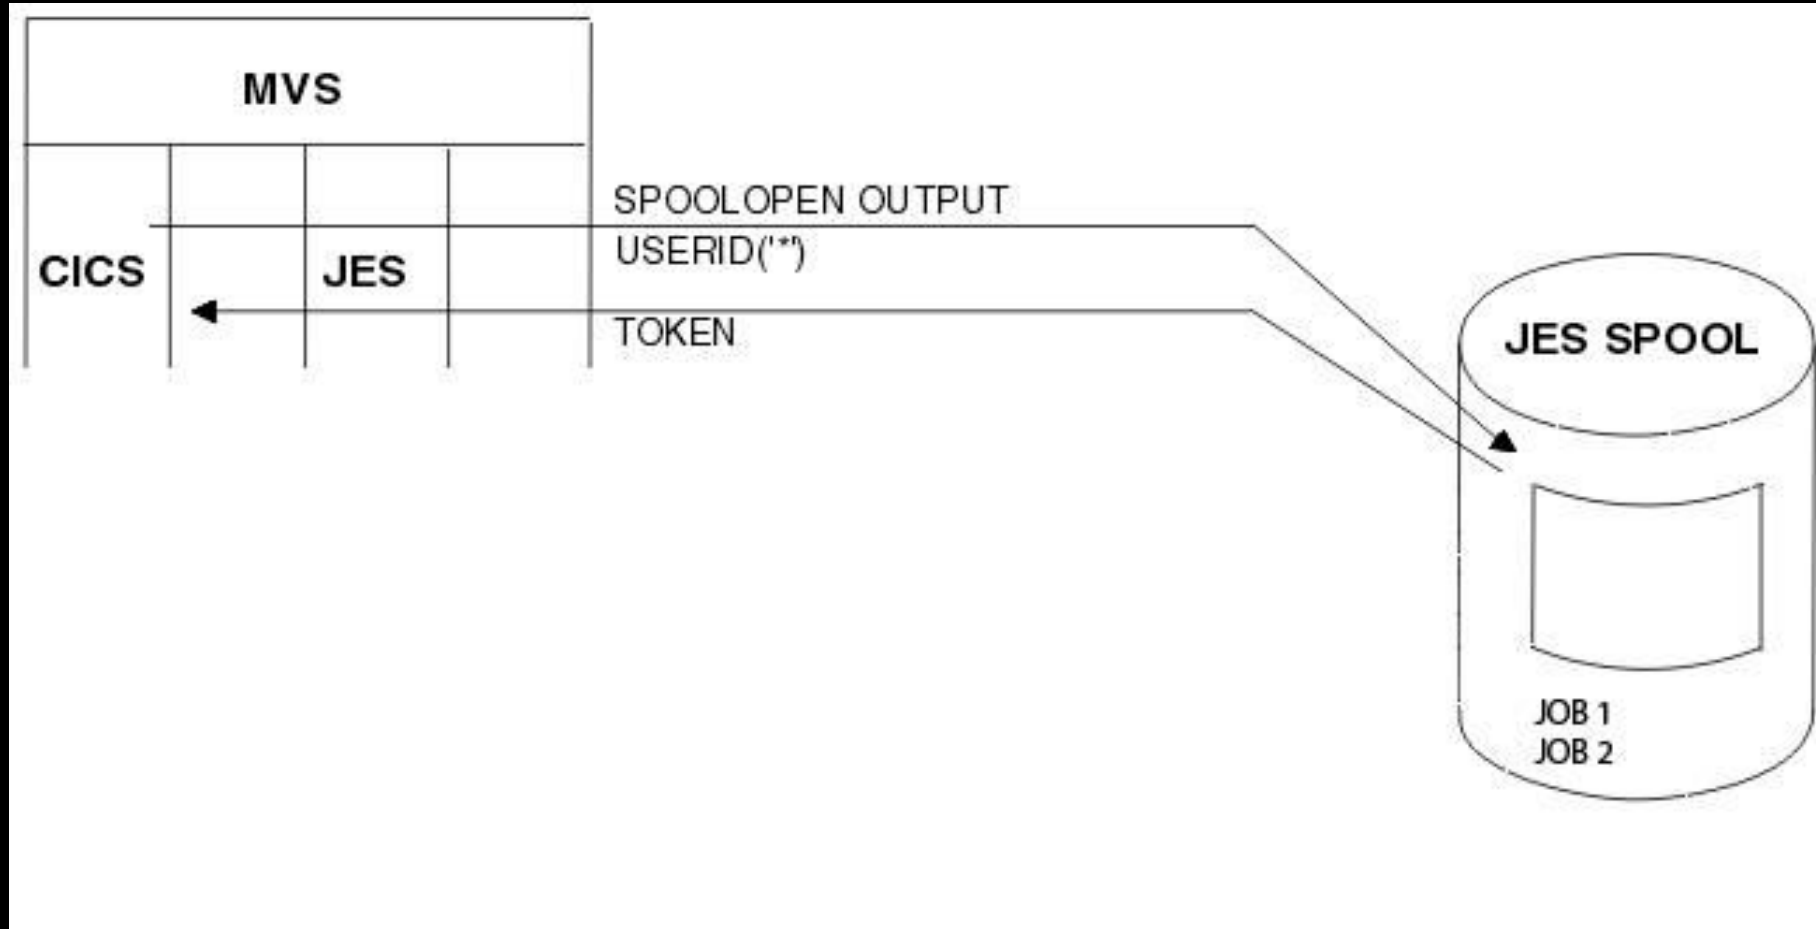 MVS
SPOOLOPEN OUTPUT
USERID('*')
CICS
JES
TOKEN
JES SPOOL
JOB 1
JOB 2